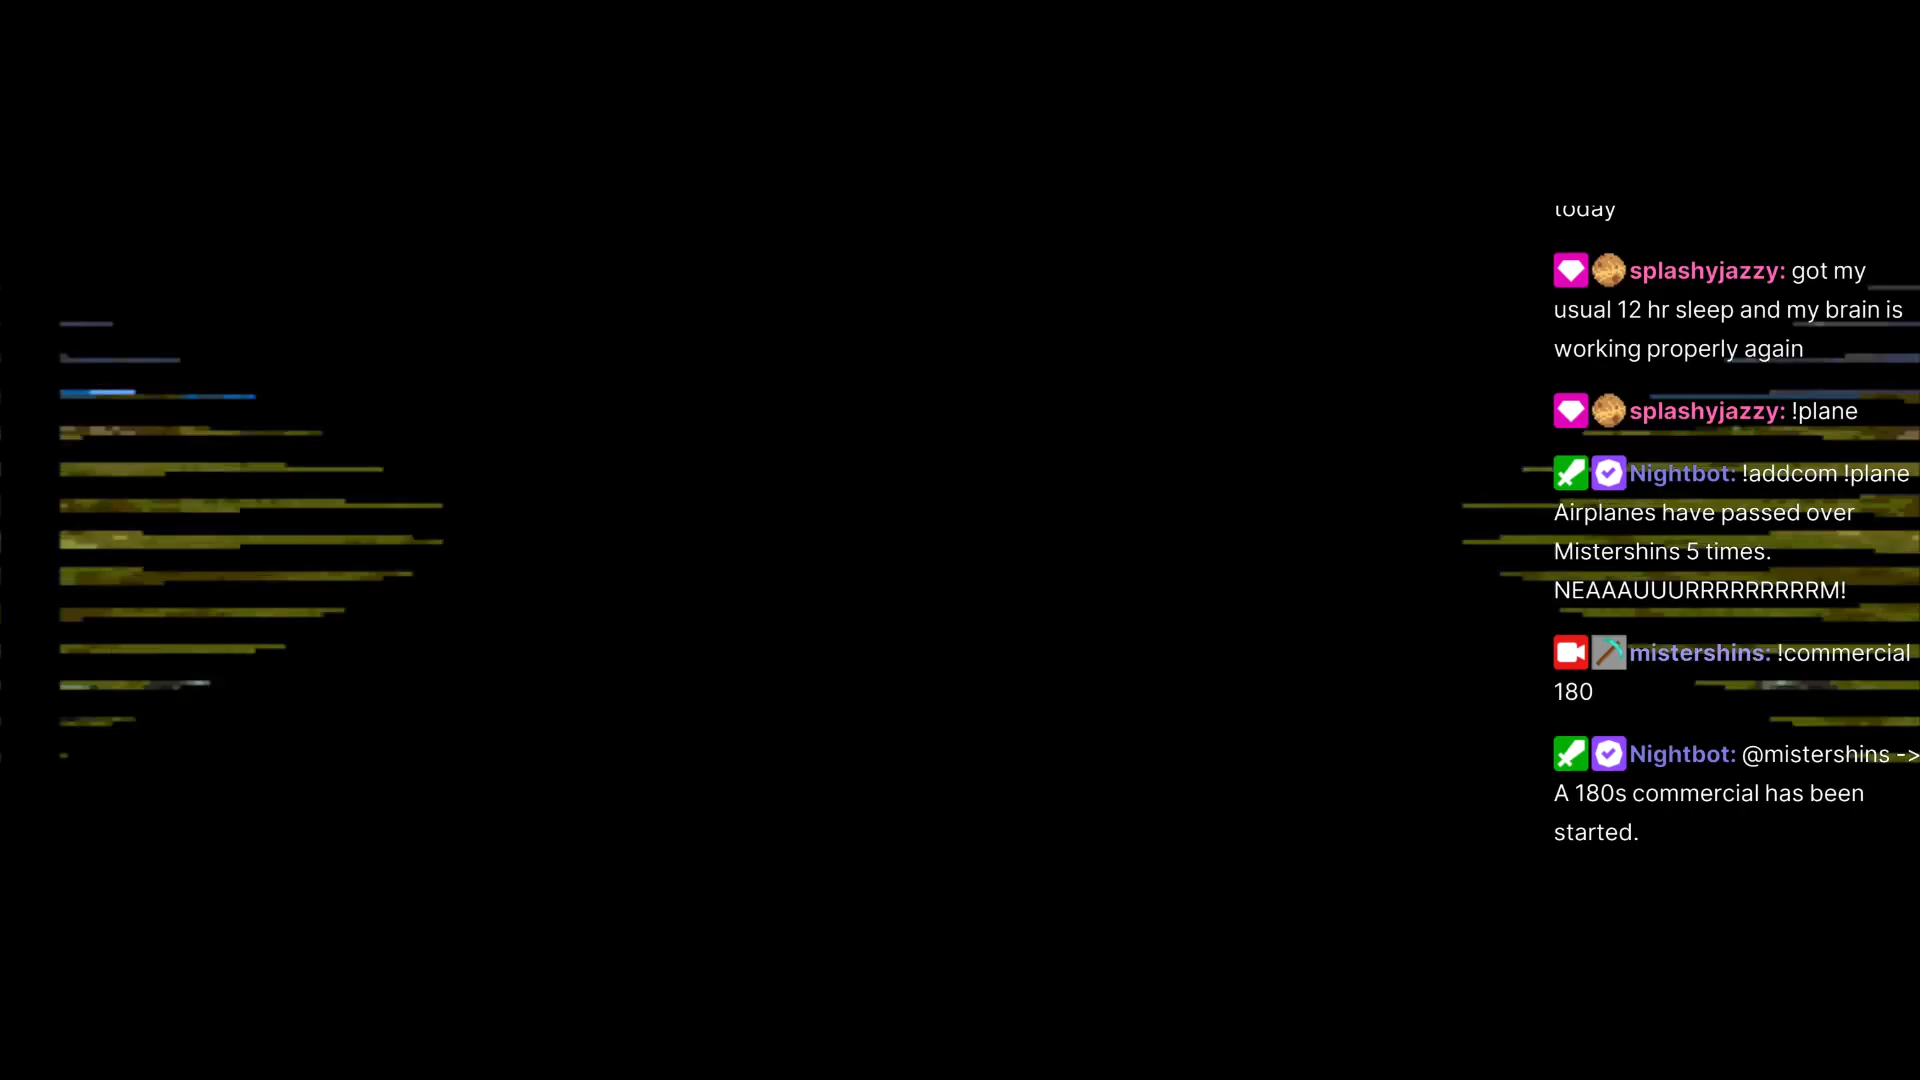 today
splashyjazzy: got my
usual 12 hr sleep and my brain is
working properly again
splashyjazzy: !plane
Nightbot: !addcom !plane
Airplanes have passed over
Mistershins 5 times.
NEAAAUUURRRRRRRRRM!
mistershins: !commercial
180
Nightbot: @mistershins ->
A 180s commercial has been
started.